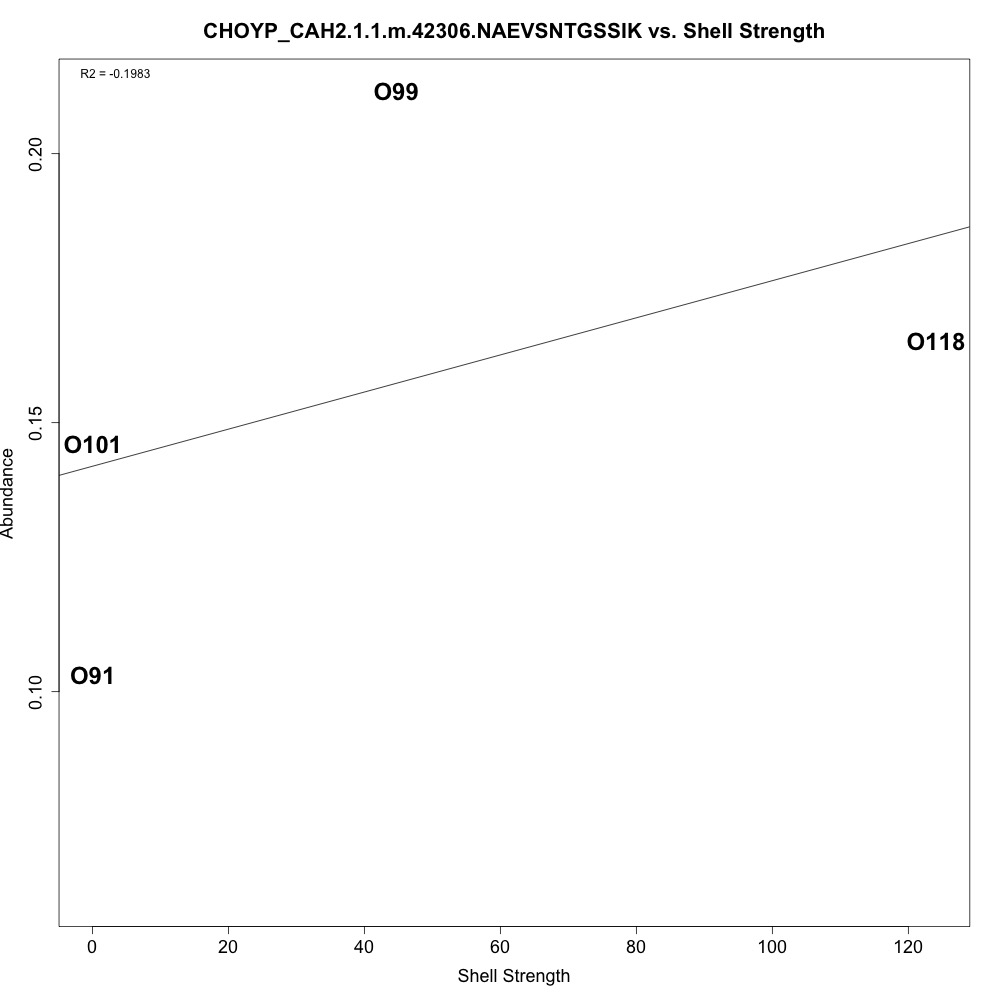 CHOYP_CAH2.1.1.m.42306.NAEVSNTGSSIK vs. Shell Strength
R2 = -0.1983
O99
0.20
O118
0.15
O101
Abundance
O91
0.10
0 20 40 60 80 100 120
Shell Strength